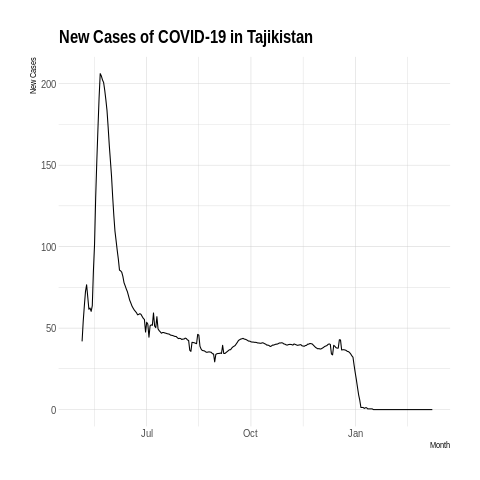 New Cases of COVID-19 in Tajikistan
New Cases
200
150
100
50
0
Jul
Oct
Jan
Month